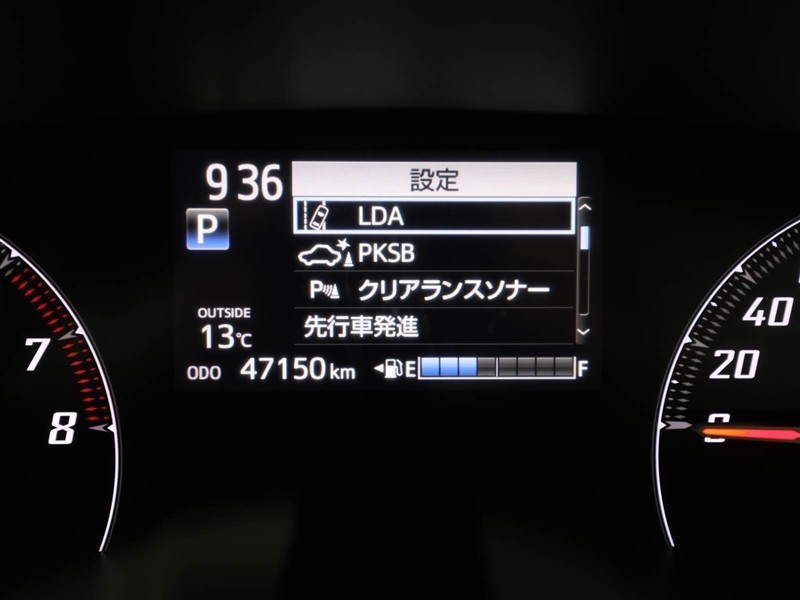 9 36
設定
LDA
P
PKSB
P クリアランスソナー
先行車発進
OUTSIDE
13℃
ODO 47150 km
E F
7
8
40
20
0